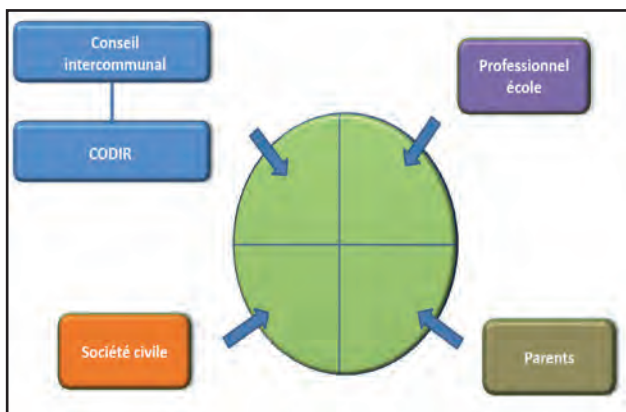 Conseil
intercommunal
Professionnel
école
CODIR
Société civile
Parents